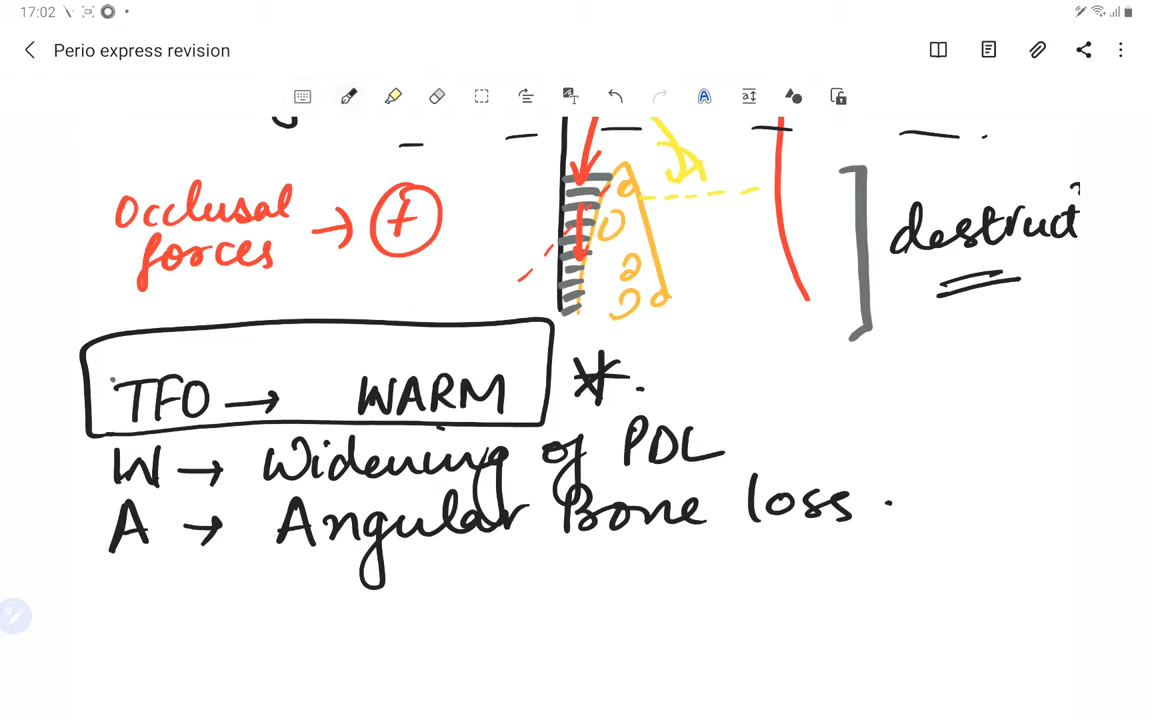 17:02
Perio express revision
Occlusal forces → +
destruct
TFO → WARM *.
W → Widening of PDL
A → Angular Bone loss.